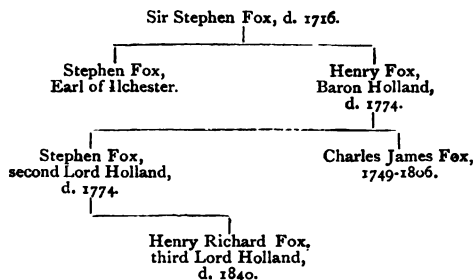 Sir Stephen Fox, d. 1716.
Stephen Fox,
Earl of Ilchester.
Henry Fox,
Baron Holland,
d. 1774.
Stephen Fox,
second Lord Holland,
d. 1774.
Charles James Fox,
1749-1806.
Henry Richard Fox,
third Lord Holland,
d. 1840.